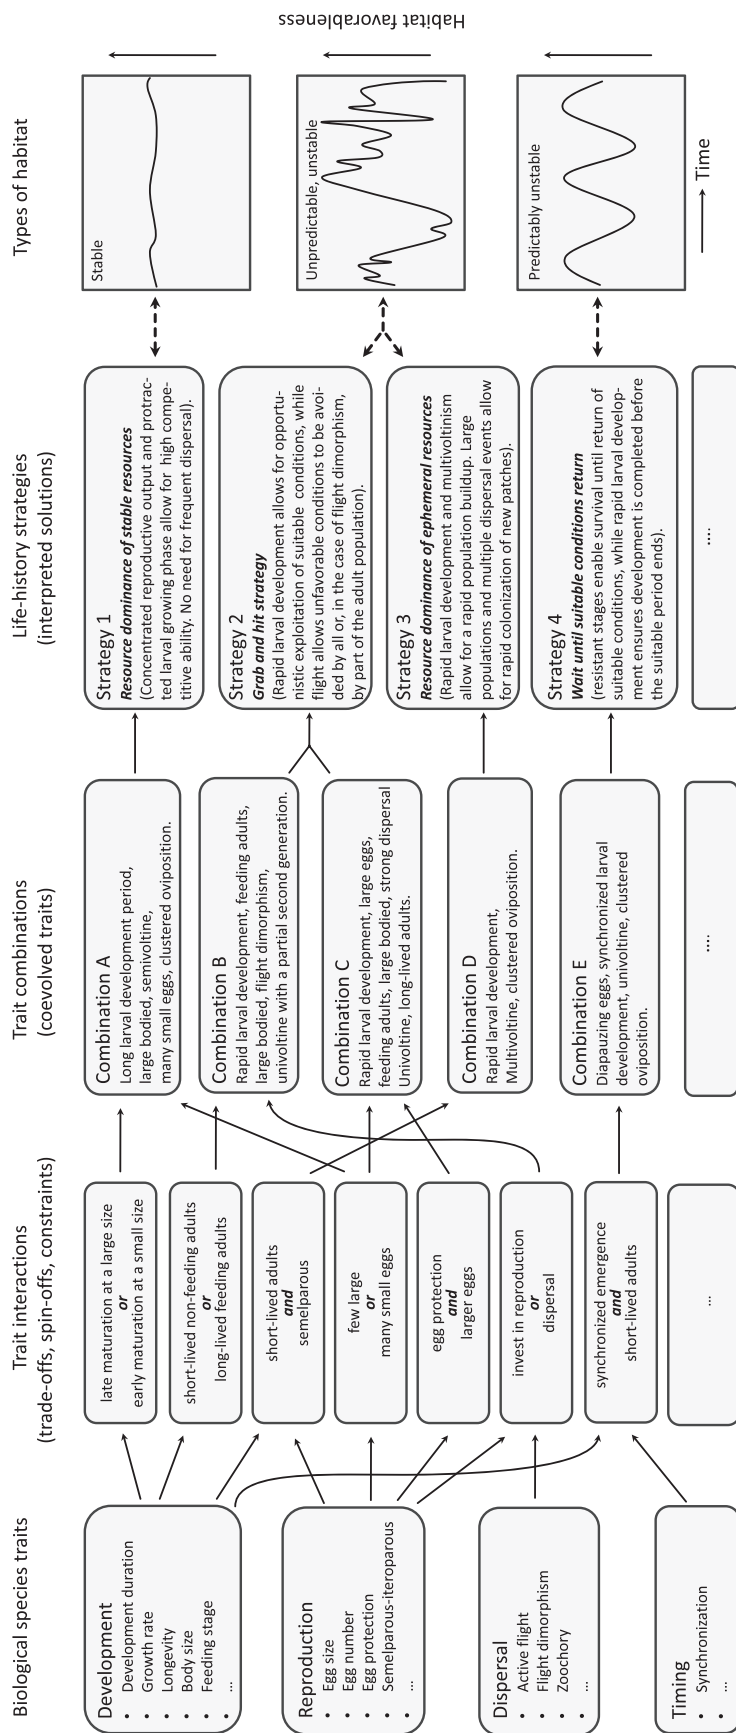 Biological species traits
Development
• Development duration
• Growth rate
• Longevity
• Body size
• Feeding stage
• ...
Reproduction
• Egg size
• Egg number
• Egg protection
• Semelparous-iteroparous
• ...
Dispersal
• Active flight
• Flight dimorphism
• Zoochory
• ...
Timing
• Synchronization
• ...
Trait interactions
(trade-offs, spin-offs, constraints)
late maturation at a large size
or
early maturation at a small size
short-lived non-feeding adults
or
long-lived feeding adults
short-lived adults
and
semelparous
few large
or
many small eggs
egg protection
and
larger eggs
invest in reproduction
or
dispersal
synchronized emergence
and
short-lived adults
...
Trait combinations
(coevolved traits)
Combination A
Long larval development period,
large bodied, semivoltine,
many small eggs, clustered oviposition.
Combination B
Rapid larval development, feeding adults,
large bodied, flight dimorphism,
univoltine with a partial second generation.
Combination C
Rapid larval development, large eggs,
feeding adults, large bodied, strong dispersal
Univoltine, long-lived adults.
Combination D
Rapid larval development,
Multivoltine, clustered oviposition.
Combination E
Diapauzing eggs, synchronized larval
development, univoltine, clustered
oviposition.
....
Life-history strategies
(interpreted solutions)
Strategy 1
Resource dominance of stable resources
(Concentrated reproductive output and protrac-
ted larval growing phase allow for high compe-
titive ability. No need for frequent dispersal).
Strategy 2
Grab and hit strategy
(Rapid larval development allows for opportu-
nistic exploitation of suitable conditions, while
flight allows unfavorable conditions to be avoi-
ded by all or, in the case of flight dimorphism,
by part of the adult population).
Strategy 3
Resource dominance of ephemeral resources
(Rapid larval development and multivoltinism
allow for a rapid population buildup. Large
populations and multiple dispersal events allow
for rapid colonization of new patches).
Strategy 4
Wait until suitable conditions return
(resistant stages enable survival until return of
suitable conditions, while rapid larval develop-
ment ensures development is completed before
the suitable period ends).
....
Types of habitat
Stable
Unpredictable, unstable
Predictably unstable
Time
Habitat favorableness